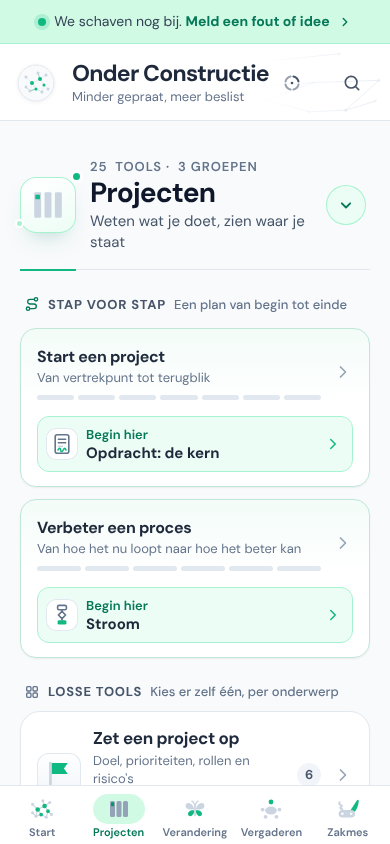 We schaven nog bij. Meld een fout of idee
Onder Constructie
Minder gepraat, meer beslist
25 TOOLS · 3 GROEPEN
Projecten
Weten wat je doet, zien waar je
staat
STAP VOOR STAP Een plan van begin tot einde
Start een project
Van vertrekpunt tot terugblik
Begin hier
Opdracht: de kern
Verbeter een proces
Van hoe het nu loopt naar hoe het beter kan
Begin hier
Stroom
LOSSE TOOLS Kies er zelf één, per onderwerp
Zet een project op
Doel, prioriteiten, rollen en
risico's
6
Start
Projecten
Verandering
Vergaderen
Zakmes